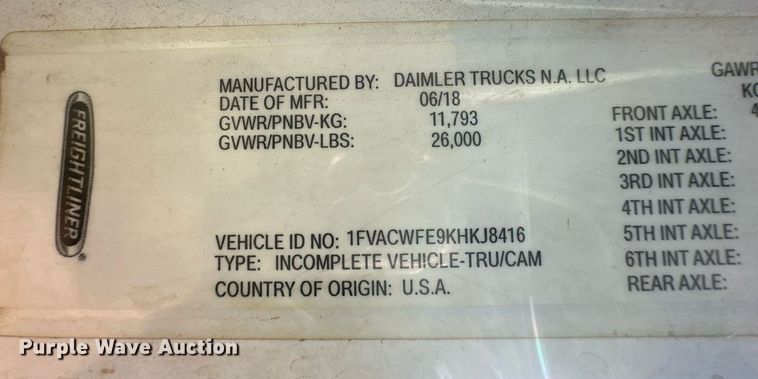 FREIGHTLINER
®
MANUFACTURED BY: DAIMLER TRUCKS N.A. LLC
DATE OF MFR: 06/18
GVWR/PNBV-KG: 11,793
GVWR/PNBV-LBS: 26,000
VEHICLE ID NO: 1FVACWFE9KHKJ8416
TYPE: INCOMPLETE VEHICLE-TRU/CAM
COUNTRY OF ORIGIN: U.S.A.
GAWR
FRONT AXLE: 4
1ST INT AXLE:
2ND INT AXLE:
3RD INT AXLE:
4TH INT AXLE:
5TH INT AXLE:
6TH INT AXLE:
REAR AXLE:
Purple Wave Auction